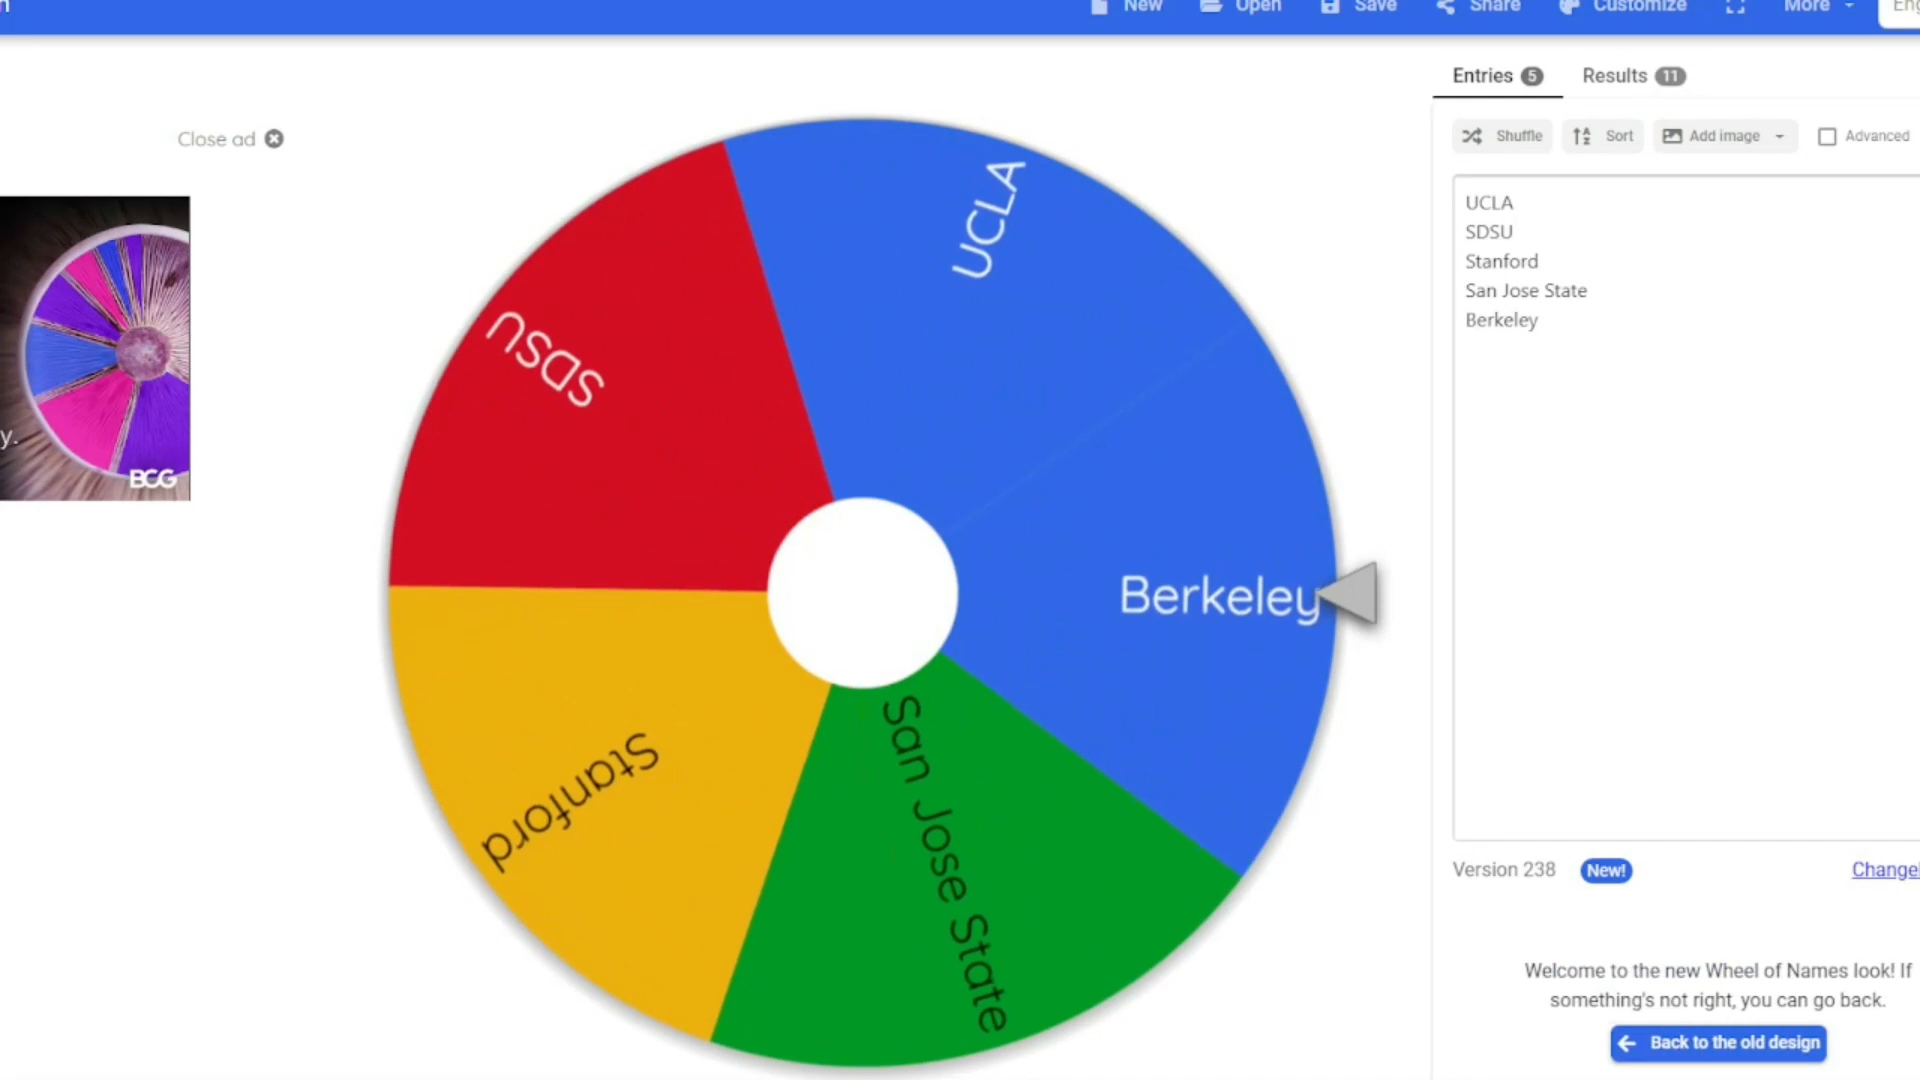 New
Open
Save
Share
Customize
More
Entries 5
Results 11
Close ad
Shuffle
Sort
Add image
Advanced
UCLA
SDSU
Stanford
San Jose State
Berkeley
UCLA
SDSU
Berkeley
Stanford
San Jose State
y.
BCG
Version 238
New!
Welcome to the new Wheel of Names look! If
something's not right, you can go back.
Back to the old design